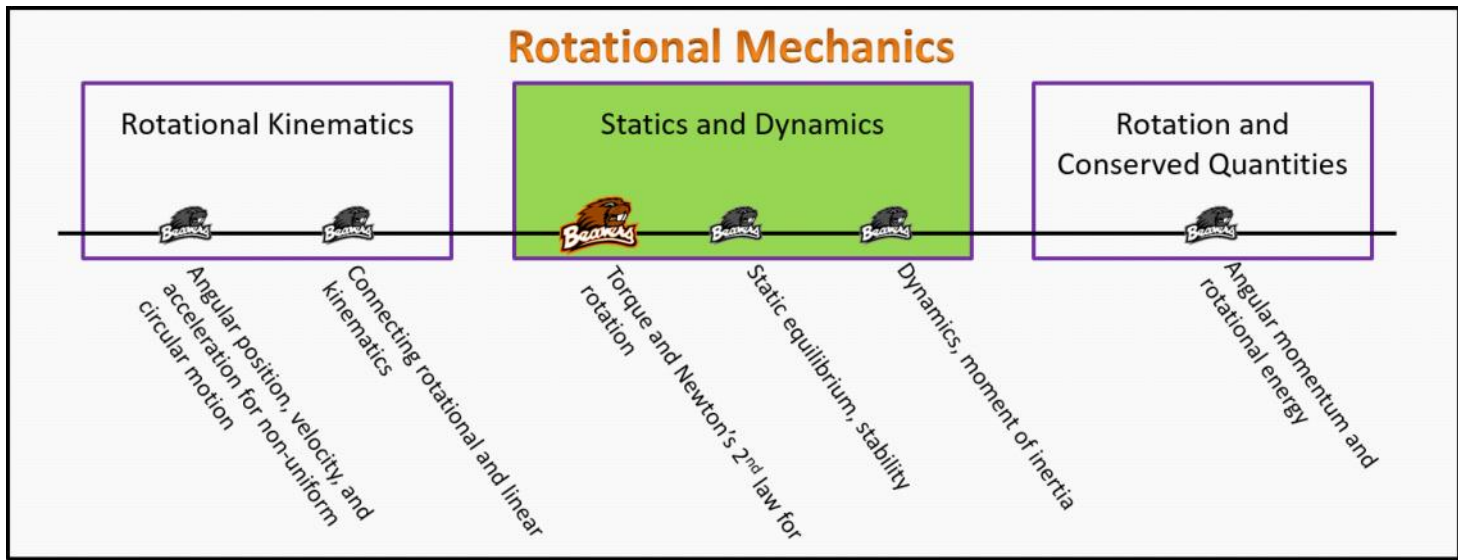 Rotational Mechanics
Rotational Kinematics
Statics and Dynamics
Rotation and
Conserved Quantities
Beavers
Beavers
Beavers
Beavers
Beavers
Beavers
Angular position, velocity, and
acceleration for non-uniform
circular motion
Connecting rotational and linear
kinematics
Torque and Newton's 2nd law for
rotation
Static equilibrium, stability
Dynamics, moment of inertia
Angular momentum and
rotational energy